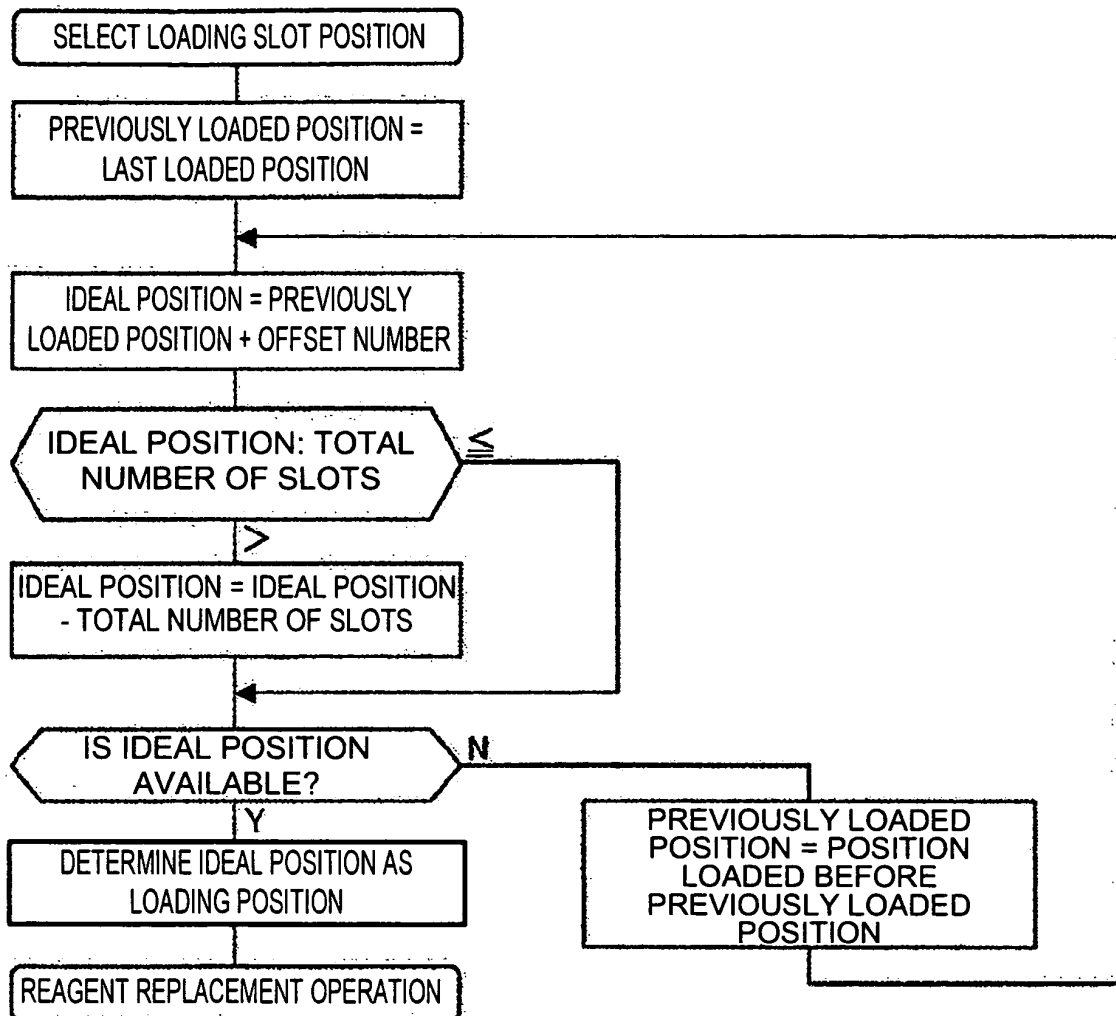 SELECT LOADING SLOT POSITION
PREVIOUSLY LOADED POSITION =
LAST LOADED POSITION
IDEAL POSITION = PREVIOUSLY
LOADED POSITION + OFFSET NUMBER
IDEAL POSITION: TOTAL
NUMBER OF SLOTS
≦
>
IDEAL POSITION = IDEAL POSITION
- TOTAL NUMBER OF SLOTS
IS IDEAL POSITION
AVAILABLE?
N
Y
PREVIOUSLY LOADED
POSITION = POSITION
LOADED BEFORE
PREVIOUSLY LOADED
POSITION
DETERMINE IDEAL POSITION AS
LOADING POSITION
REAGENT REPLACEMENT OPERATION